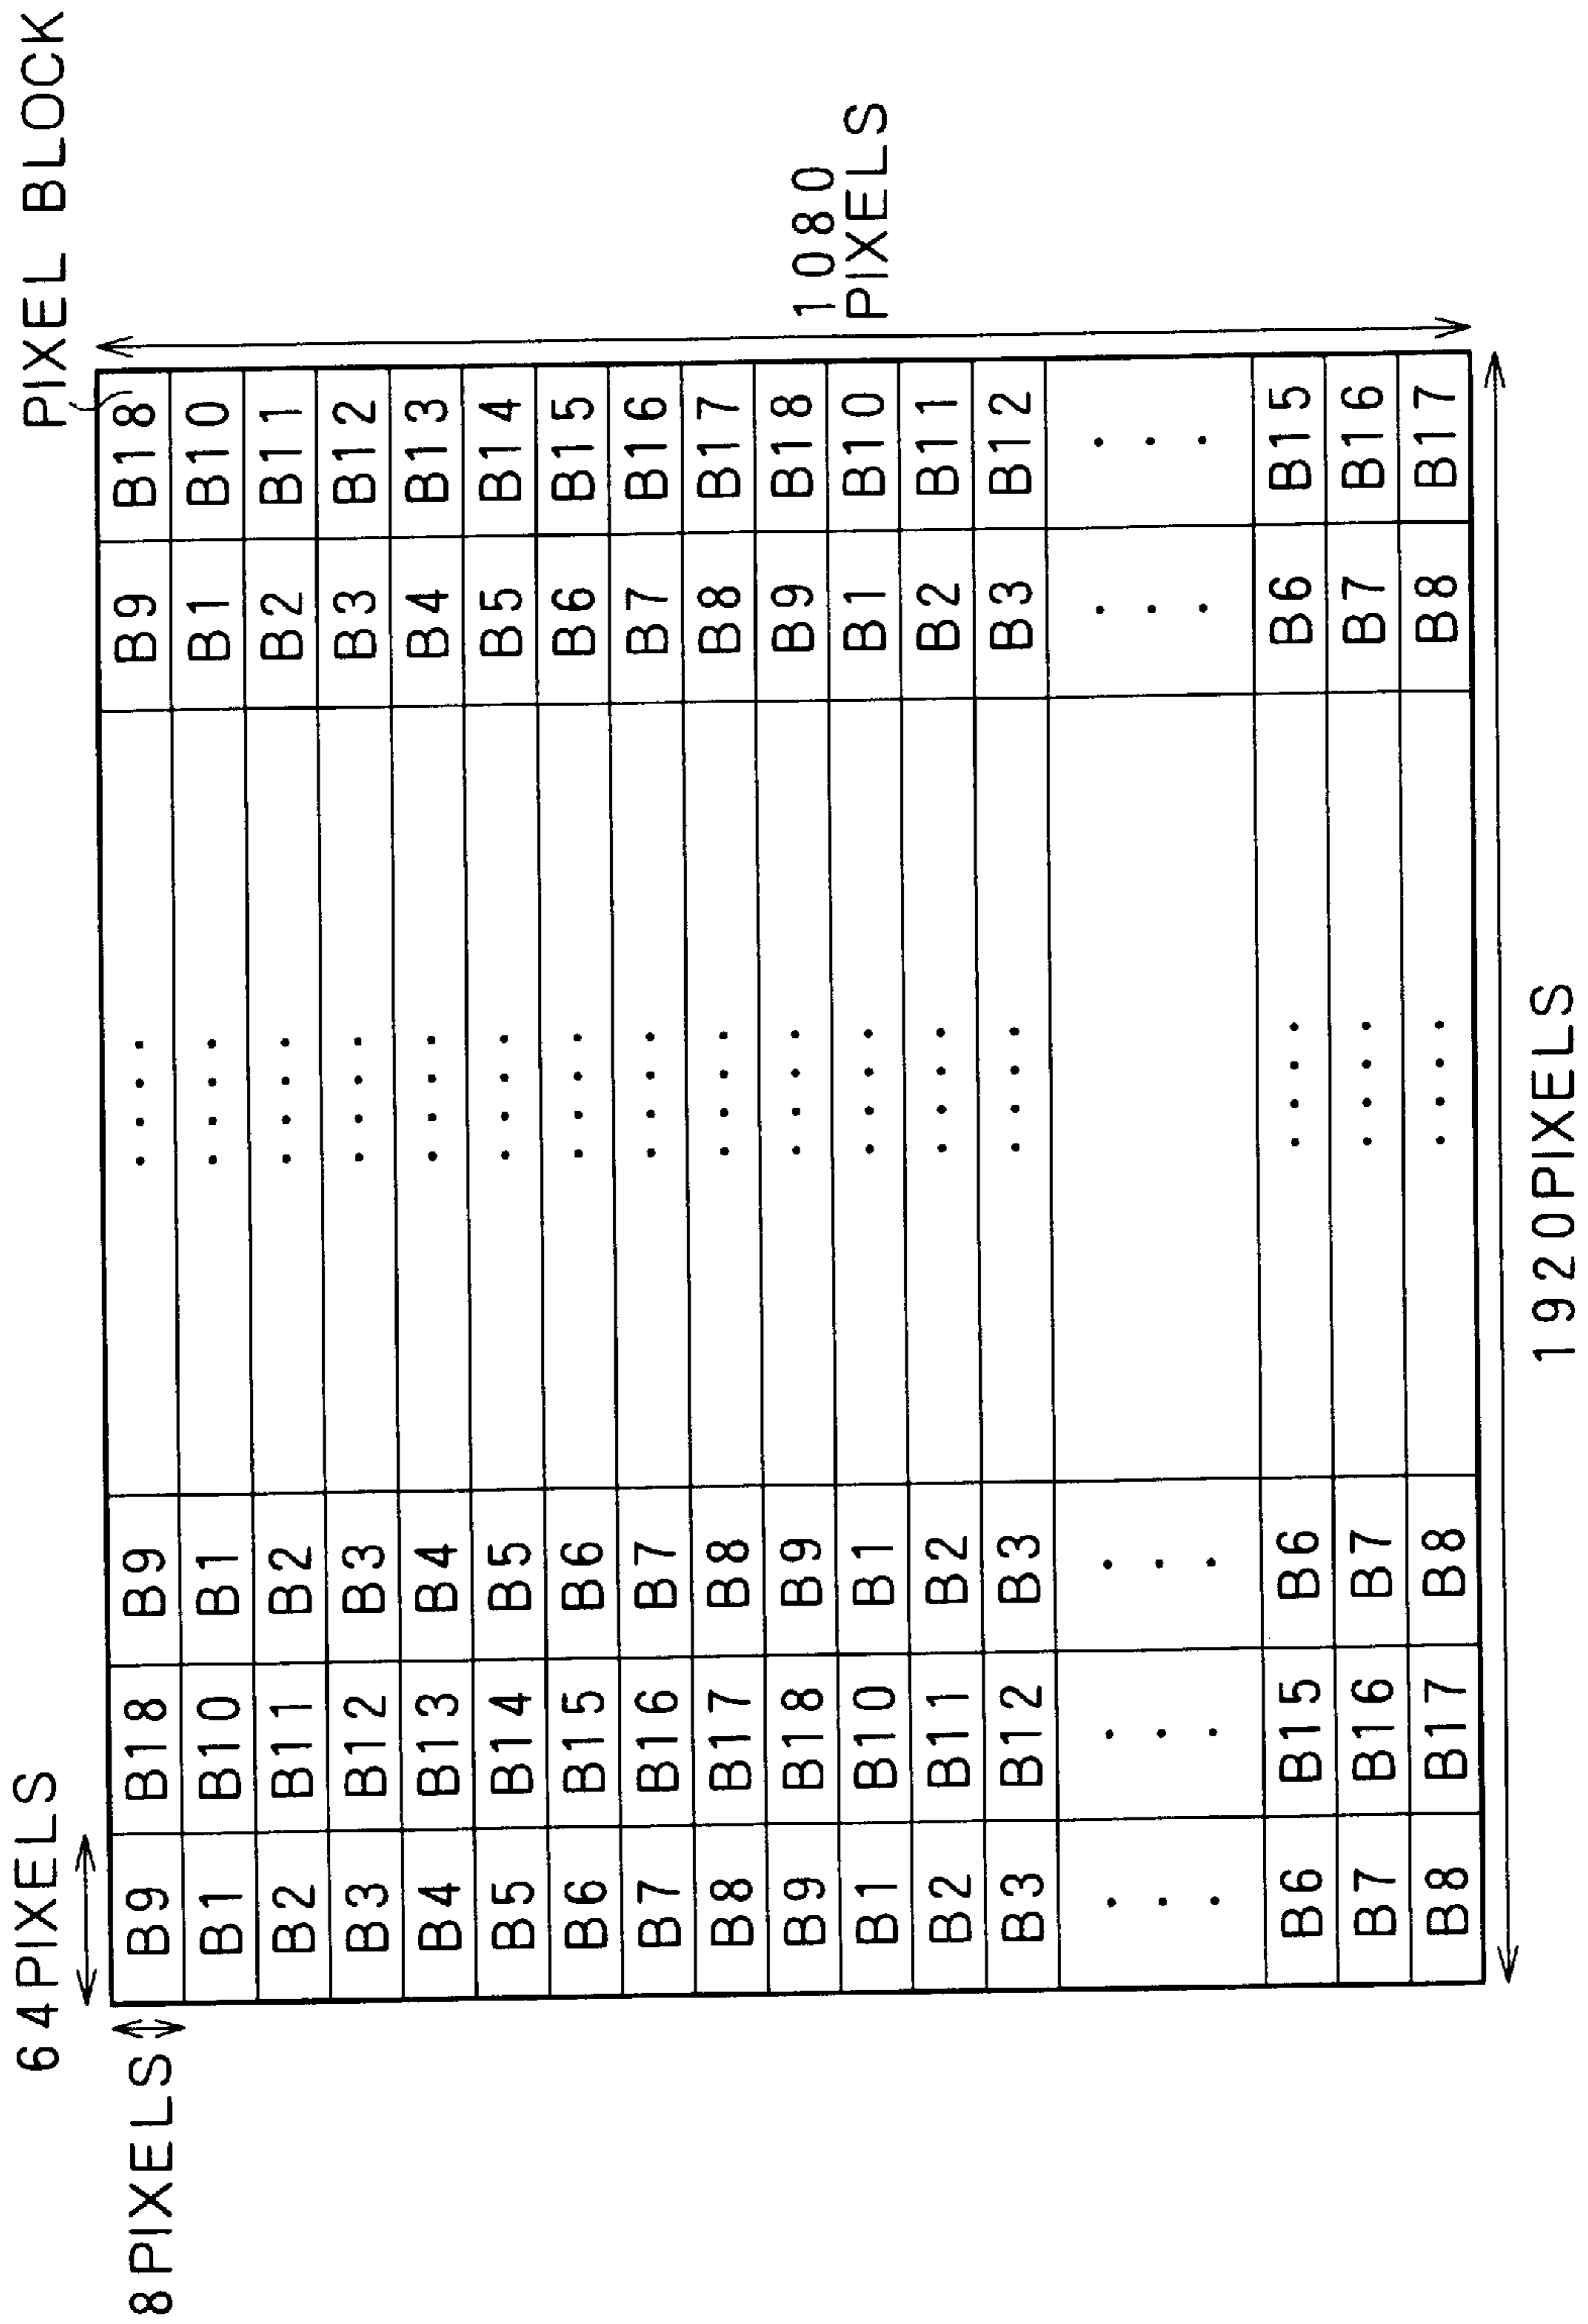 64PIXELS
PIXEL BLOCK
8PIXELS
B9 B18 B9 .... B9 B18
B1 B10 B1 .... B1 B10
B2 B11 B2 .... B2 B11
B3 B12 B3 .... B3 B12
B4 B13 B4 .... B4 B13
B5 B14 B5 .... B5 B14
B6 B15 B6 .... B6 B15
B7 B16 B7 .... B7 B16
B8 B17 B8 .... B8 B17
B9 B18 B9 .... B9 B18
B1 B10 B1 .... B1 B10
B2 B11 B2 .... B2 B11
B3 B12 B3 .... B3 B12
B6 B15 B6 .... B6 B15
B7 B16 B7 .... B7 B16
B8 B17 B8 .... B8 B17
1080
PIXELS
1920PIXELS